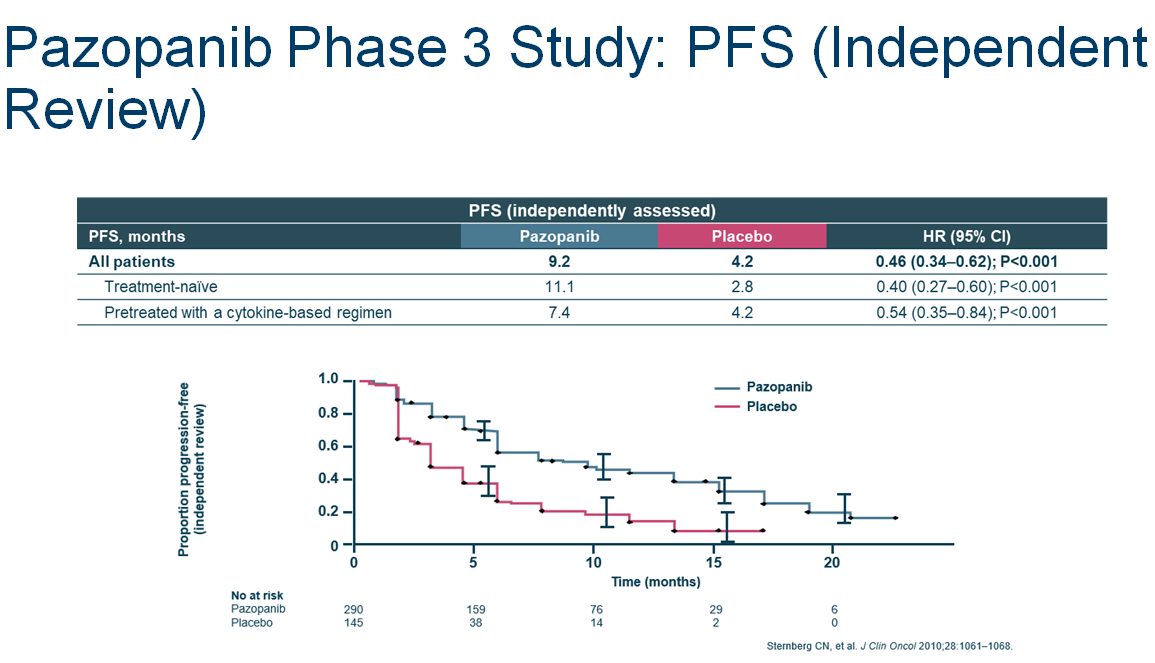 Pazopanib Phase 3 Study: PFS (Independent
Review)
PFS (independently assessed)
PFS, months Pazopanib Placebo HR (95% CI)
All patients 9.2 4.2 0.46 (0.34–0.62); P<0.001
Treatment-naïve 11.1 2.8 0.40 (0.27–0.60); P<0.001
Pretreated with a cytokine-based regimen 7.4 4.2 0.54 (0.35–0.84); P<0.001
Proportion progression-free
(independent review)
1.0
0.8
0.6
0.4
0.2
0
Pazopanib
Placebo
0 5 10 15 20
Time (months)
No at risk
Pazopanib 290 159 76 29 6
Placebo 145 38 14 2 0
Sternberg CN, et al. J Clin Oncol 2010;28:1061–1068.